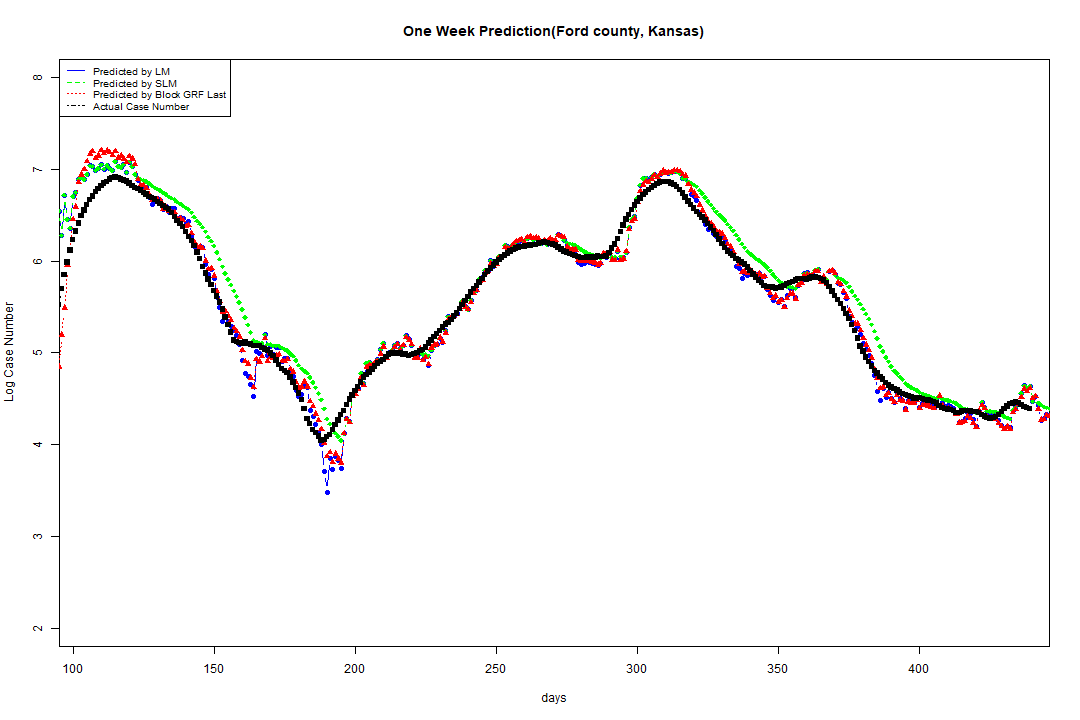 One Week Prediction(Ford county, Kansas)
Predicted by LM
Predicted by SLM
Predicted by Block GRF Last
Actual Case Number
8
7
6
5
4
3
2
Log Case Number
100 150 200 250 300 350 400
days